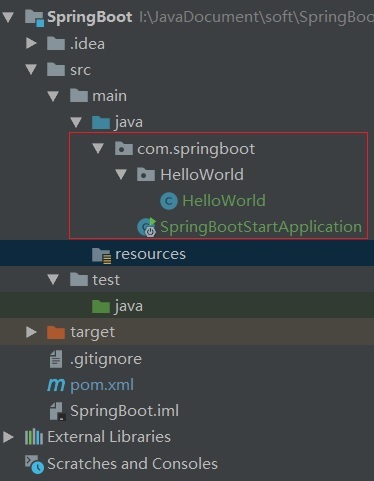 SpringBoot I:\JavaDocument\soft\SpringBoo
.idea
src
main
java
com.springboot
HelloWorld
HelloWorld
SpringBootStartApplication
resources
test
java
target
.gitignore
pom.xml
SpringBoot.iml
External Libraries
Scratches and Consoles